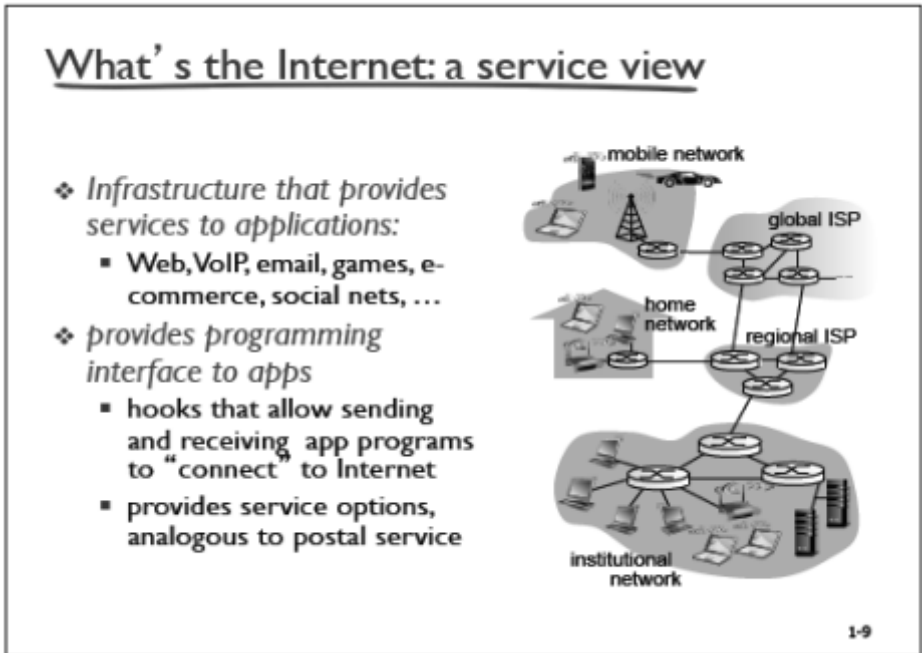 What's the Internet: a service view
❖ Infrastructure that provides
services to applications:
▪ Web, VoIP, email, games, e-
commerce, social nets, …
❖ provides programming
interface to apps
▪ hooks that allow sending
and receiving app programs
to “connect” to Internet
▪ provides service options,
analogous to postal service
mobile network
global ISP
home
network
regional ISP
institutional
network
1-9